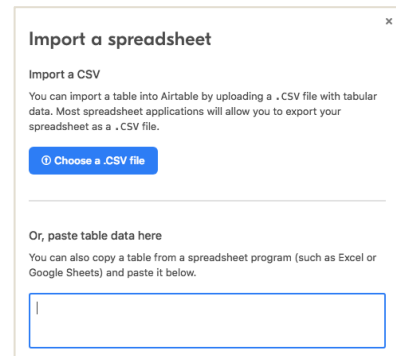 ×
Import a spreadsheet
Import a CSV
You can import a table into Airtable by uploading a .CSV file with tabular
data. Most spreadsheet applications will allow you to export your
spreadsheet as a .CSV file.
Choose a .CSV file
Or, paste table data here
You can also copy a table from a spreadsheet program (such as Excel or
Google Sheets) and paste it below.